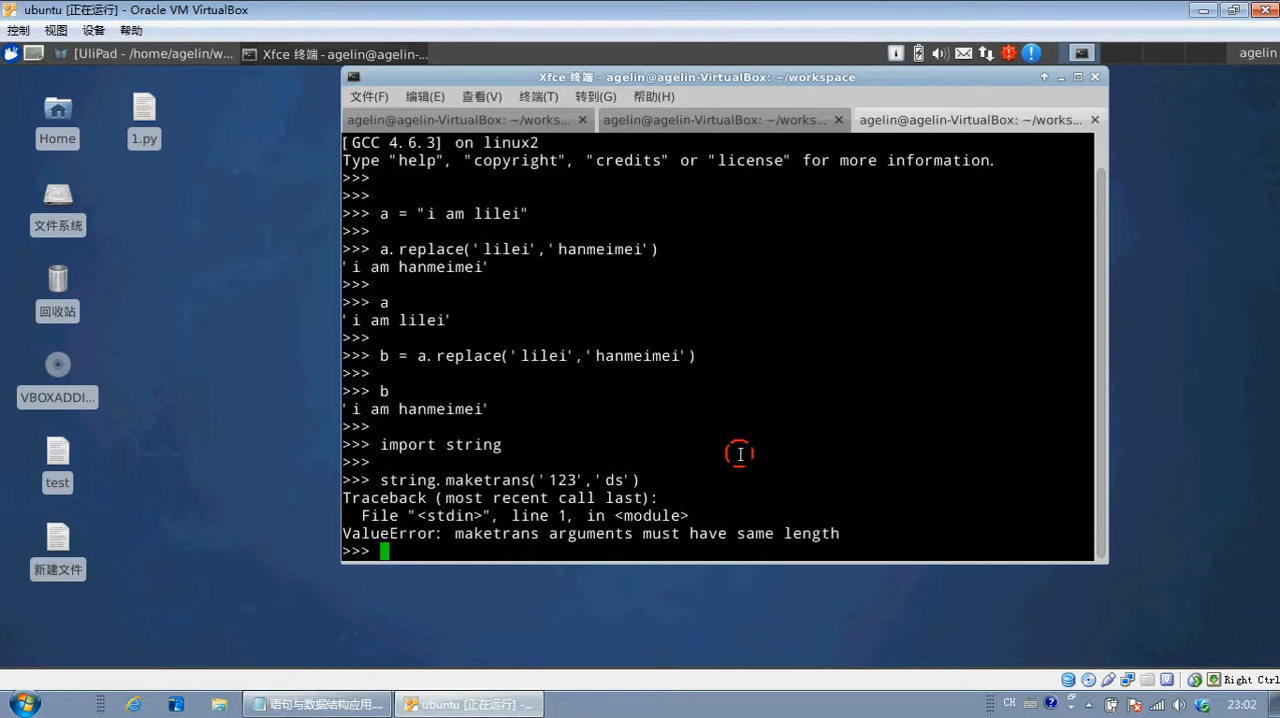 ubuntu [正在运行] - Oracle VM VirtualBox
控制 视图 设备 帮助
[UliPad - /home/agelin/w... Xfce 终端 - agelin@agelin-... agelin
Xfce 终端 - agelin@agelin-VirtualBox: ~/workspace
文件(F) 编辑(E) 查看(V) 终端(T) 转到(G) 帮助(H)
agelin@agelin-VirtualBox: ~/works... agelin@agelin-VirtualBox: ~/works... agelin@agelin-VirtualBox: ~/works...
Home
1.py
文件系统
回收站
VBOXADDI...
test
新建文件
[GCC 4.6.3] on linux2
Type "help", "copyright", "credits" or "license" for more information.
>>>
>>>
>>> a = "i am lilei"
>>>
>>> a.replace('lilei','hanmeimei')
'i am hanmeimei'
>>>
>>> a
'i am lilei'
>>>
>>> b = a.replace('lilei','hanmeimei')
>>>
>>> b
'i am hanmeimei'
>>>
>>> import string
>>>
>>> string.maketrans('123','ds')
Traceback (most recent call last):
  File "<stdin>", line 1, in <module>
ValueError: maketrans arguments must have same length
>>>
Right Ctrl
语句与数据结构应用... ubuntu [正在运行] -... CH 23:02